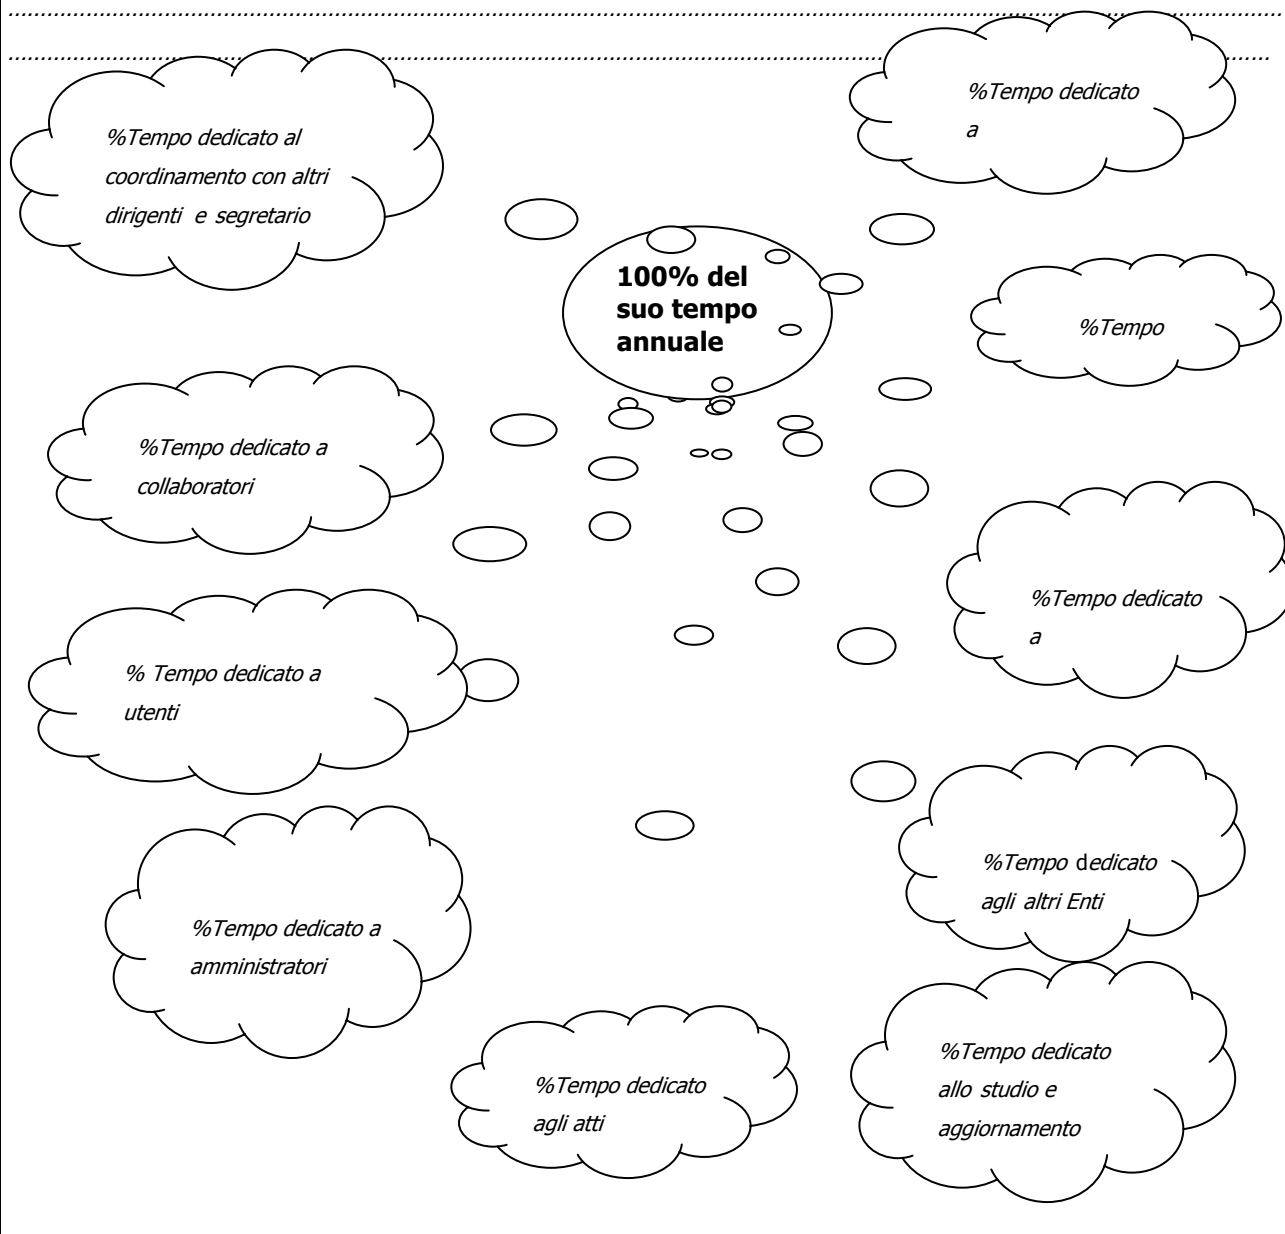 ……………………………………………………………………………………………………………………………
……………………………………………………………………………………………………………………………
%Tempo dedicato al
coordinamento con altri
dirigenti e segretario
%Tempo dedicato
a
100% del
suo tempo
annuale
%Tempo
%Tempo dedicato a
collaboratori
%Tempo dedicato
a
% Tempo dedicato a
utenti
%Tempo dedicato
agli altri Enti
%Tempo dedicato a
amministratori
%Tempo dedicato
agli atti
%Tempo dedicato
allo studio e
aggiornamento